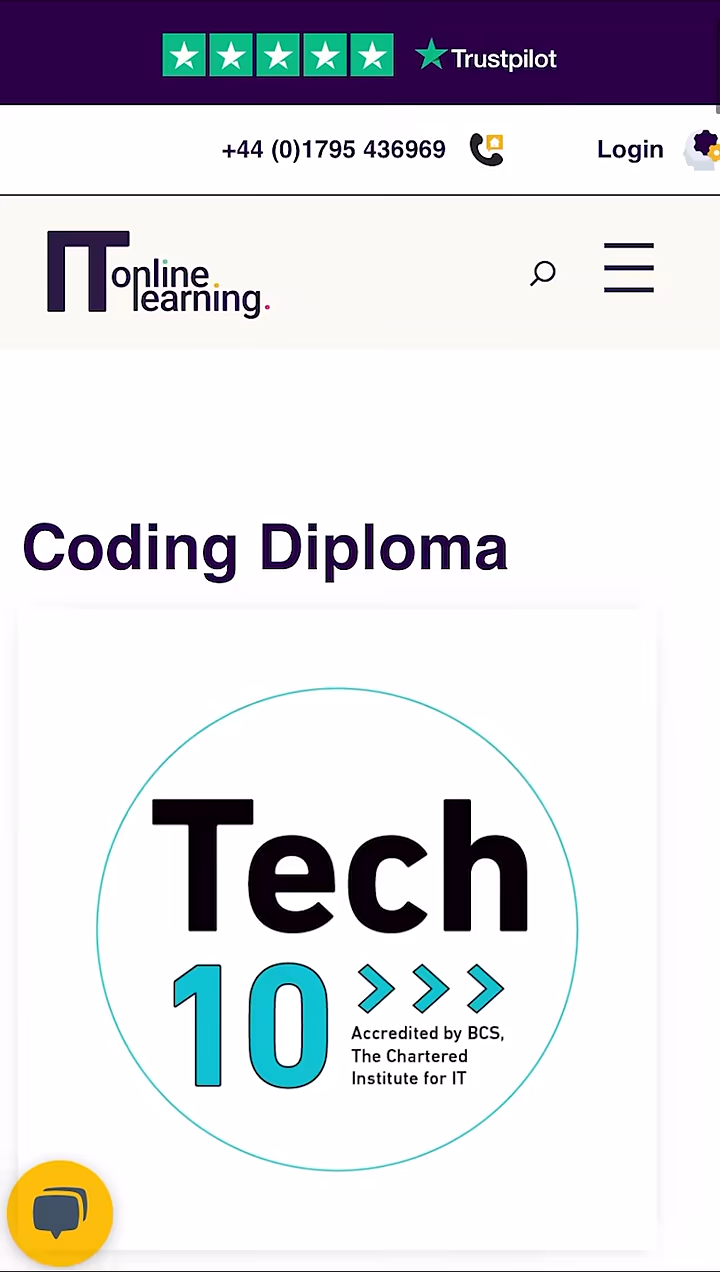 Trustpilot
+44 (0)1795 436969
Login
IT online
learning.
Coding Diploma
Tech
10
Accredited by BCS,
The Chartered
Institute for IT